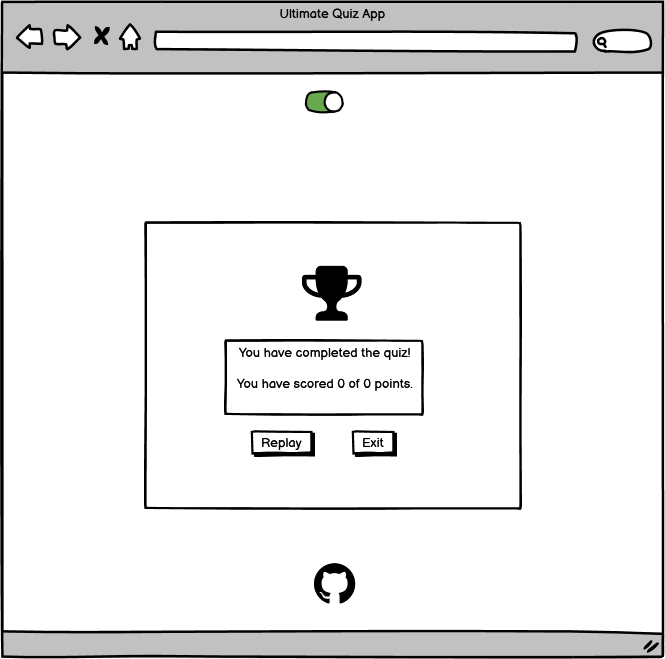 Ultimate Quiz App
You have completed the quiz!
You have scored 0 of 0 points.
Replay
Exit